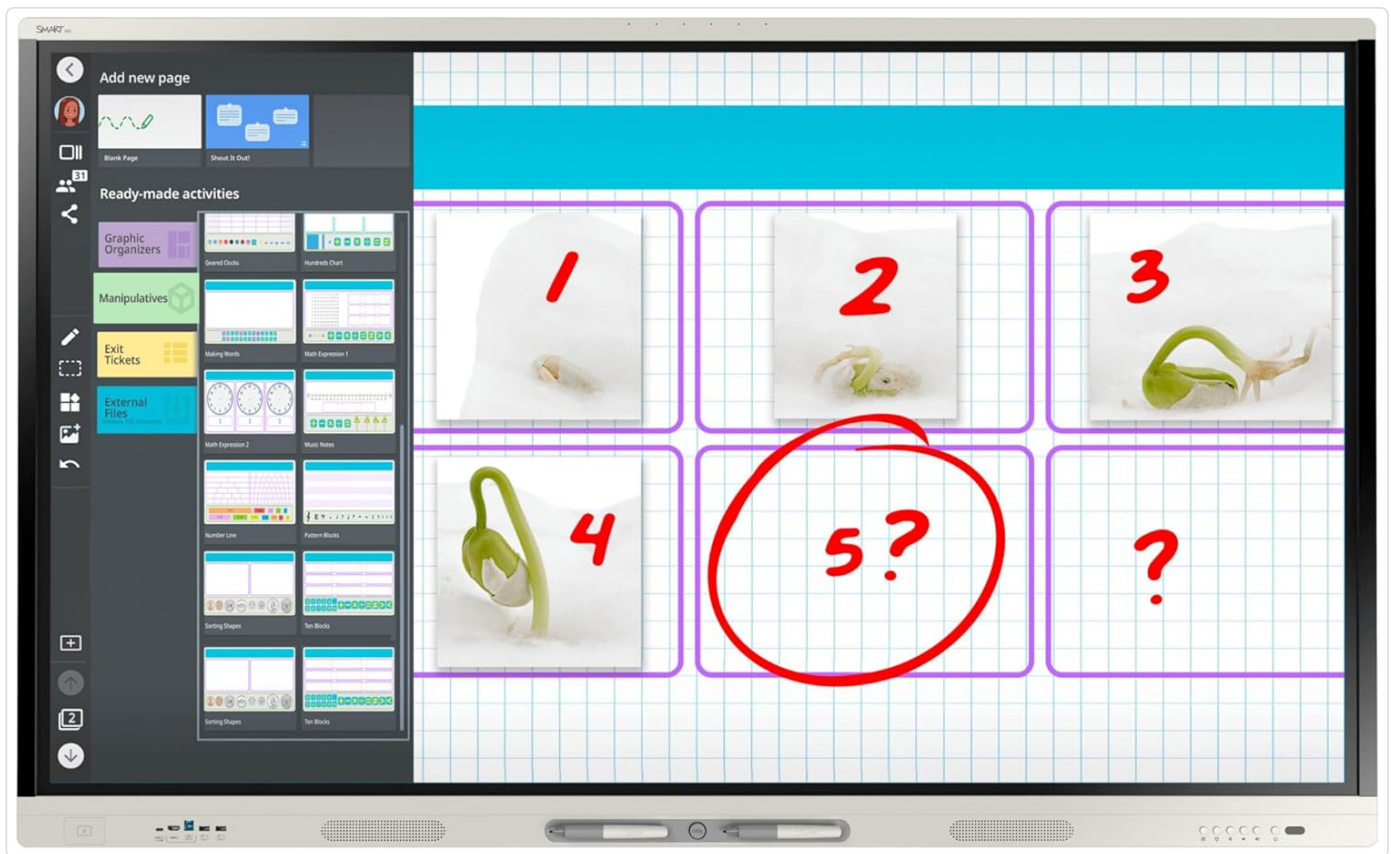 SMART
Add new page
Blank Page
Shout It Out!
31
Ready-made activities
Graphic
Organizers
Manipulatives
Exit
Tickets
External
Files
Geared Clocks
Hundreds Chart
Making Words
Math Expression 1
Math Expression 2
Music Notes
Number Line
Pattern Blocks
Sorting Shapes
Ten Blocks
Sorting Shapes
Ten Blocks
2
1
2
3
4
5?
?